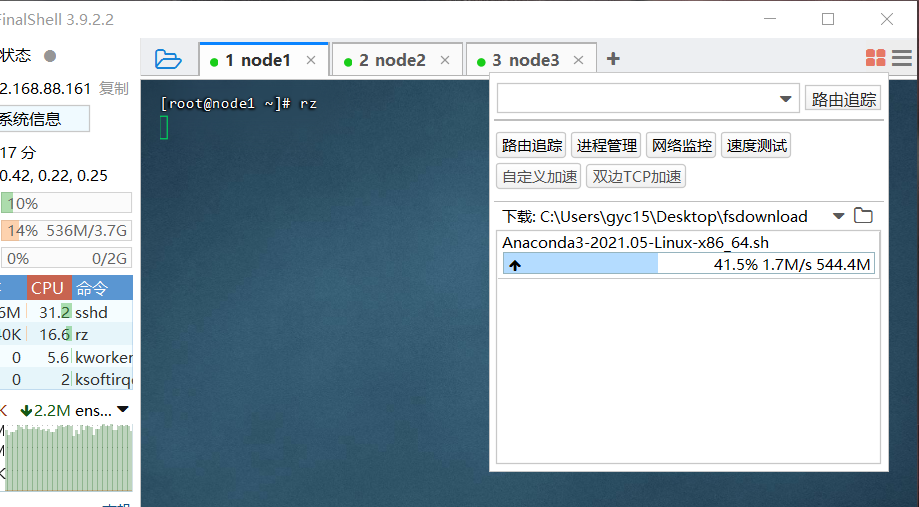 FinalShell 3.9.2.2
状态
2.168.88.161 复制
系统信息
17 分
0.42, 0.22, 0.25
10%
14% 536M/3.7G
0% 0/2G
CPU 命令
6M 31.2 sshd
40K 16.6 rz
0 5.6 kworker
0 2 ksoftirq
K 2.2M ens...
1 node1
2 node2
3 node3
[root@node1 ~]# rz
路由追踪
路由追踪 进程管理 网络监控 速度测试
自定义加速 双边TCP加速
下载: C:\Users\gyc15\Desktop\fsdownload
Anaconda3-2021.05-Linux-x86_64.sh
41.5% 1.7M/s 544.4M